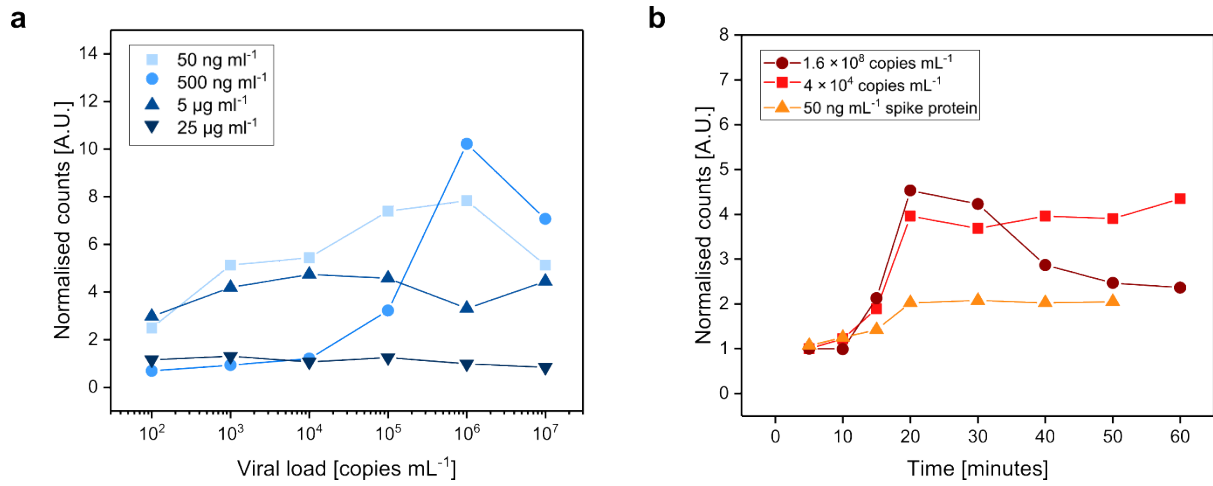 a
Normalised counts [A.U.]
14
12
10
8
6
4
2
0
50 ng ml⁻¹
500 ng ml⁻¹
5 µg ml⁻¹
25 µg ml⁻¹
10² 10³ 10⁴ 10⁵ 10⁶ 10⁷
Viral load [copies mL⁻¹]
b
Normalised counts [A.U.]
8
7
6
5
4
3
2
1
0
1.6 × 10⁸ copies mL⁻¹
4 × 10⁴ copies mL⁻¹
50 ng mL⁻¹ spike protein
0 10 20 30 40 50 60
Time [minutes]